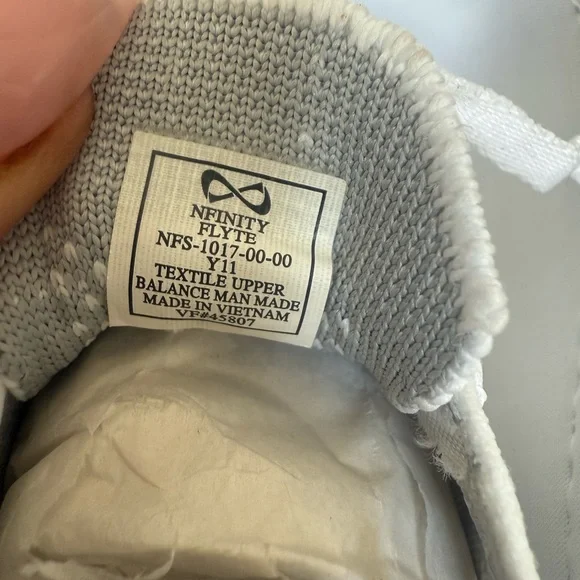 NFINITY
FLYTE
NFS-1017-00-00
Y11
TEXTILE UPPER
BALANCE MAN MADE
MADE IN VIETNAM
VF#45807